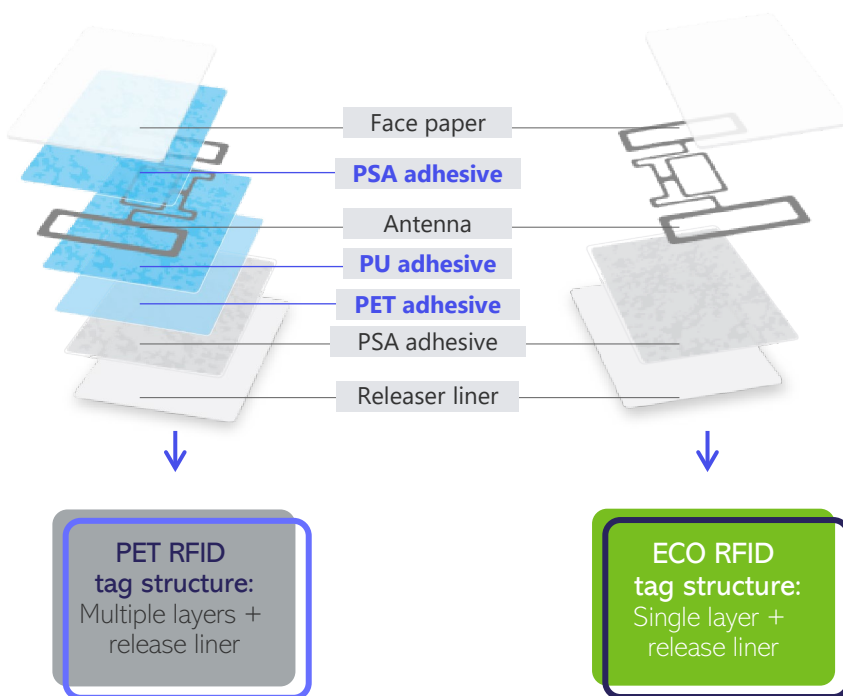 Face paper
PSA adhesive
Antenna
PU adhesive
PET adhesive
PSA adhesive
Releaser liner
PET RFID
tag structure:
Multiple layers +
release liner
ECO RFID
tag structure:
Single layer +
release liner